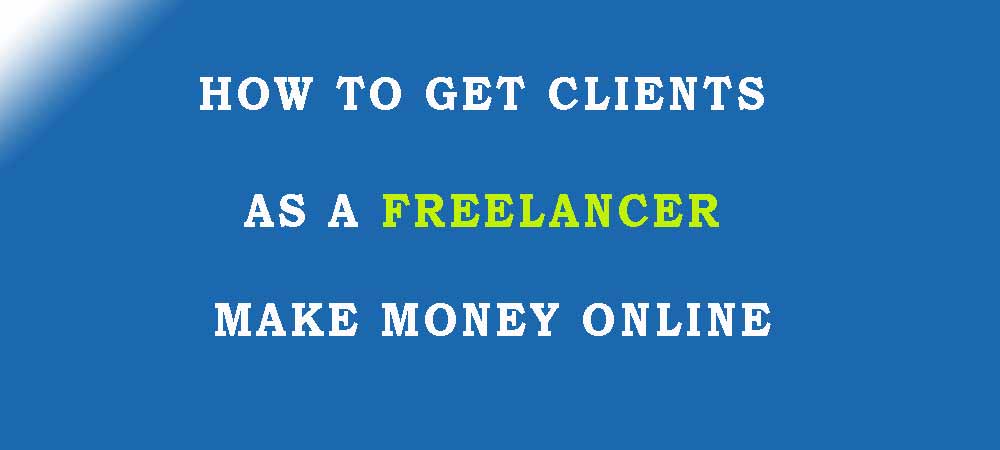 HOW TO GET CLIENTS
AS A FREELANCER
MAKE MONEY ONLINE